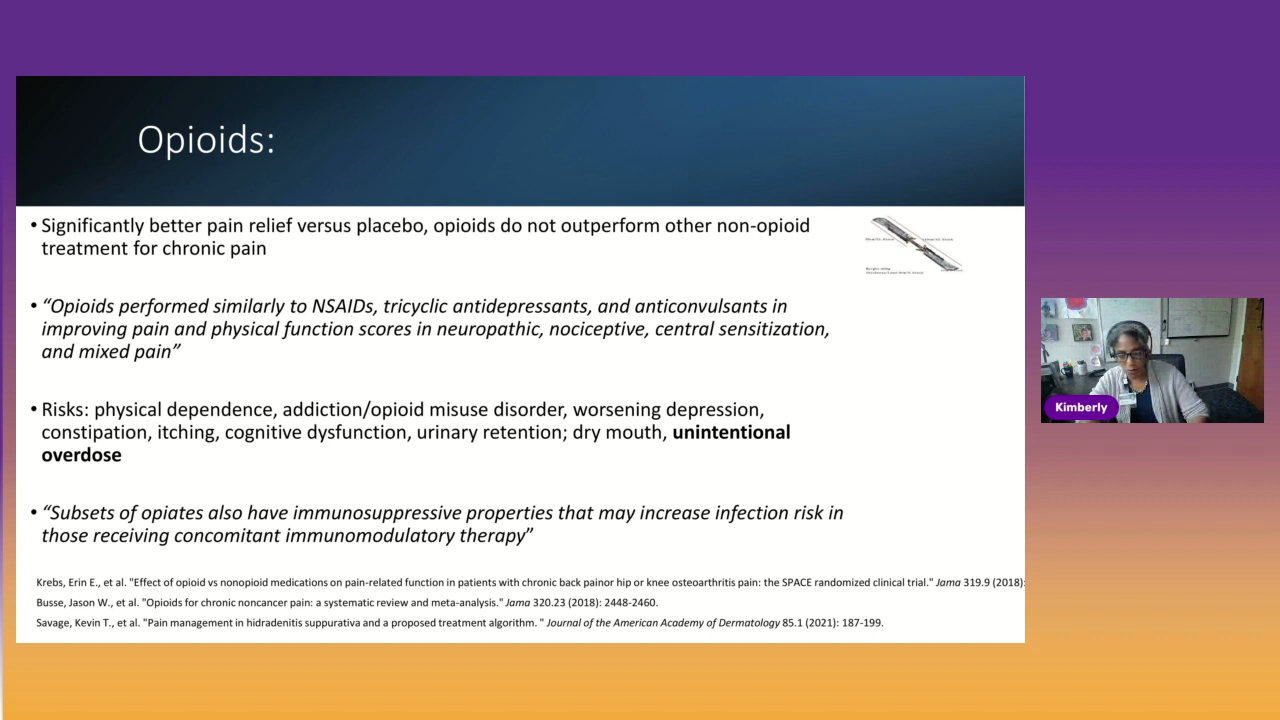 Opioids:
• Significantly better pain relief versus placebo, opioids do not outperform other non-opioid
treatment for chronic pain
• “Opioids performed similarly to NSAIDs, tricyclic antidepressants, and anticonvulsants in
improving pain and physical function scores in neuropathic, nociceptive, central sensitization,
and mixed pain”
• Risks: physical dependence, addiction/opioid misuse disorder, worsening depression,
constipation, itching, cognitive dysfunction, urinary retention; dry mouth, unintentional
overdose
• “Subsets of opiates also have immunosuppressive properties that may increase infection risk in
those receiving concomitant immunomodulatory therapy”
Krebs, Erin E., et al. "Effect of opioid vs nonopioid medications on pain-related function in patients with chronic back painor hip or knee osteoarthritis pain: the SPACE randomized clinical trial." Jama 319.9 (2018):
Busse, Jason W., et al. "Opioids for chronic noncancer pain: a systematic review and meta-analysis." Jama 320.23 (2018): 2448-2460.
Savage, Kevin T., et al. "Pain management in hidradenitis suppurativa and a proposed treatment algorithm. " Journal of the American Academy of Dermatology 85.1 (2021): 187-199.
Kimberly